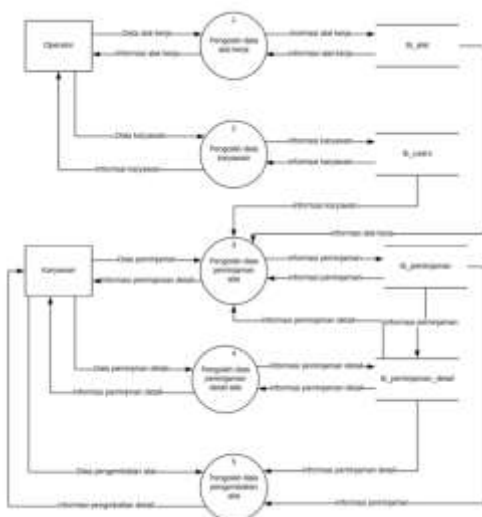 1
Operator
Data alat kerja
Informasi alat kerja
Pengolah data
alat kerja
Informasi alat kerja
Informasi alat kerja
tb_alat
2
Data karyawan
Informasi karyawan
Pengolah data
karyawan
Informasi karyawan
Informasi karyawan
tb_users
Informasi karyawan
Informasi alat kerja
3
Karyawan
Data peminjaman
Informasi peminjaman detail
Pengolah data
peminjaman
alat
Informasi peminjaman
Informasi peminjaman
tb_peminjaman
Informasi peminjaman detail
Informasi peminjaman
4
Data peminjaman detail
Informasi peminjaman detail
Pengolah data
peminjaman
detail alat
Informasi peminjaman detail
Informasi peminjaman detail
tb_peminjaman_detail
5
Data pengembalian alat
Informasi pengembalian detail
Pengolah data
pengembalian
alat
Informasi peminjaman detail
Informasi peminjaman